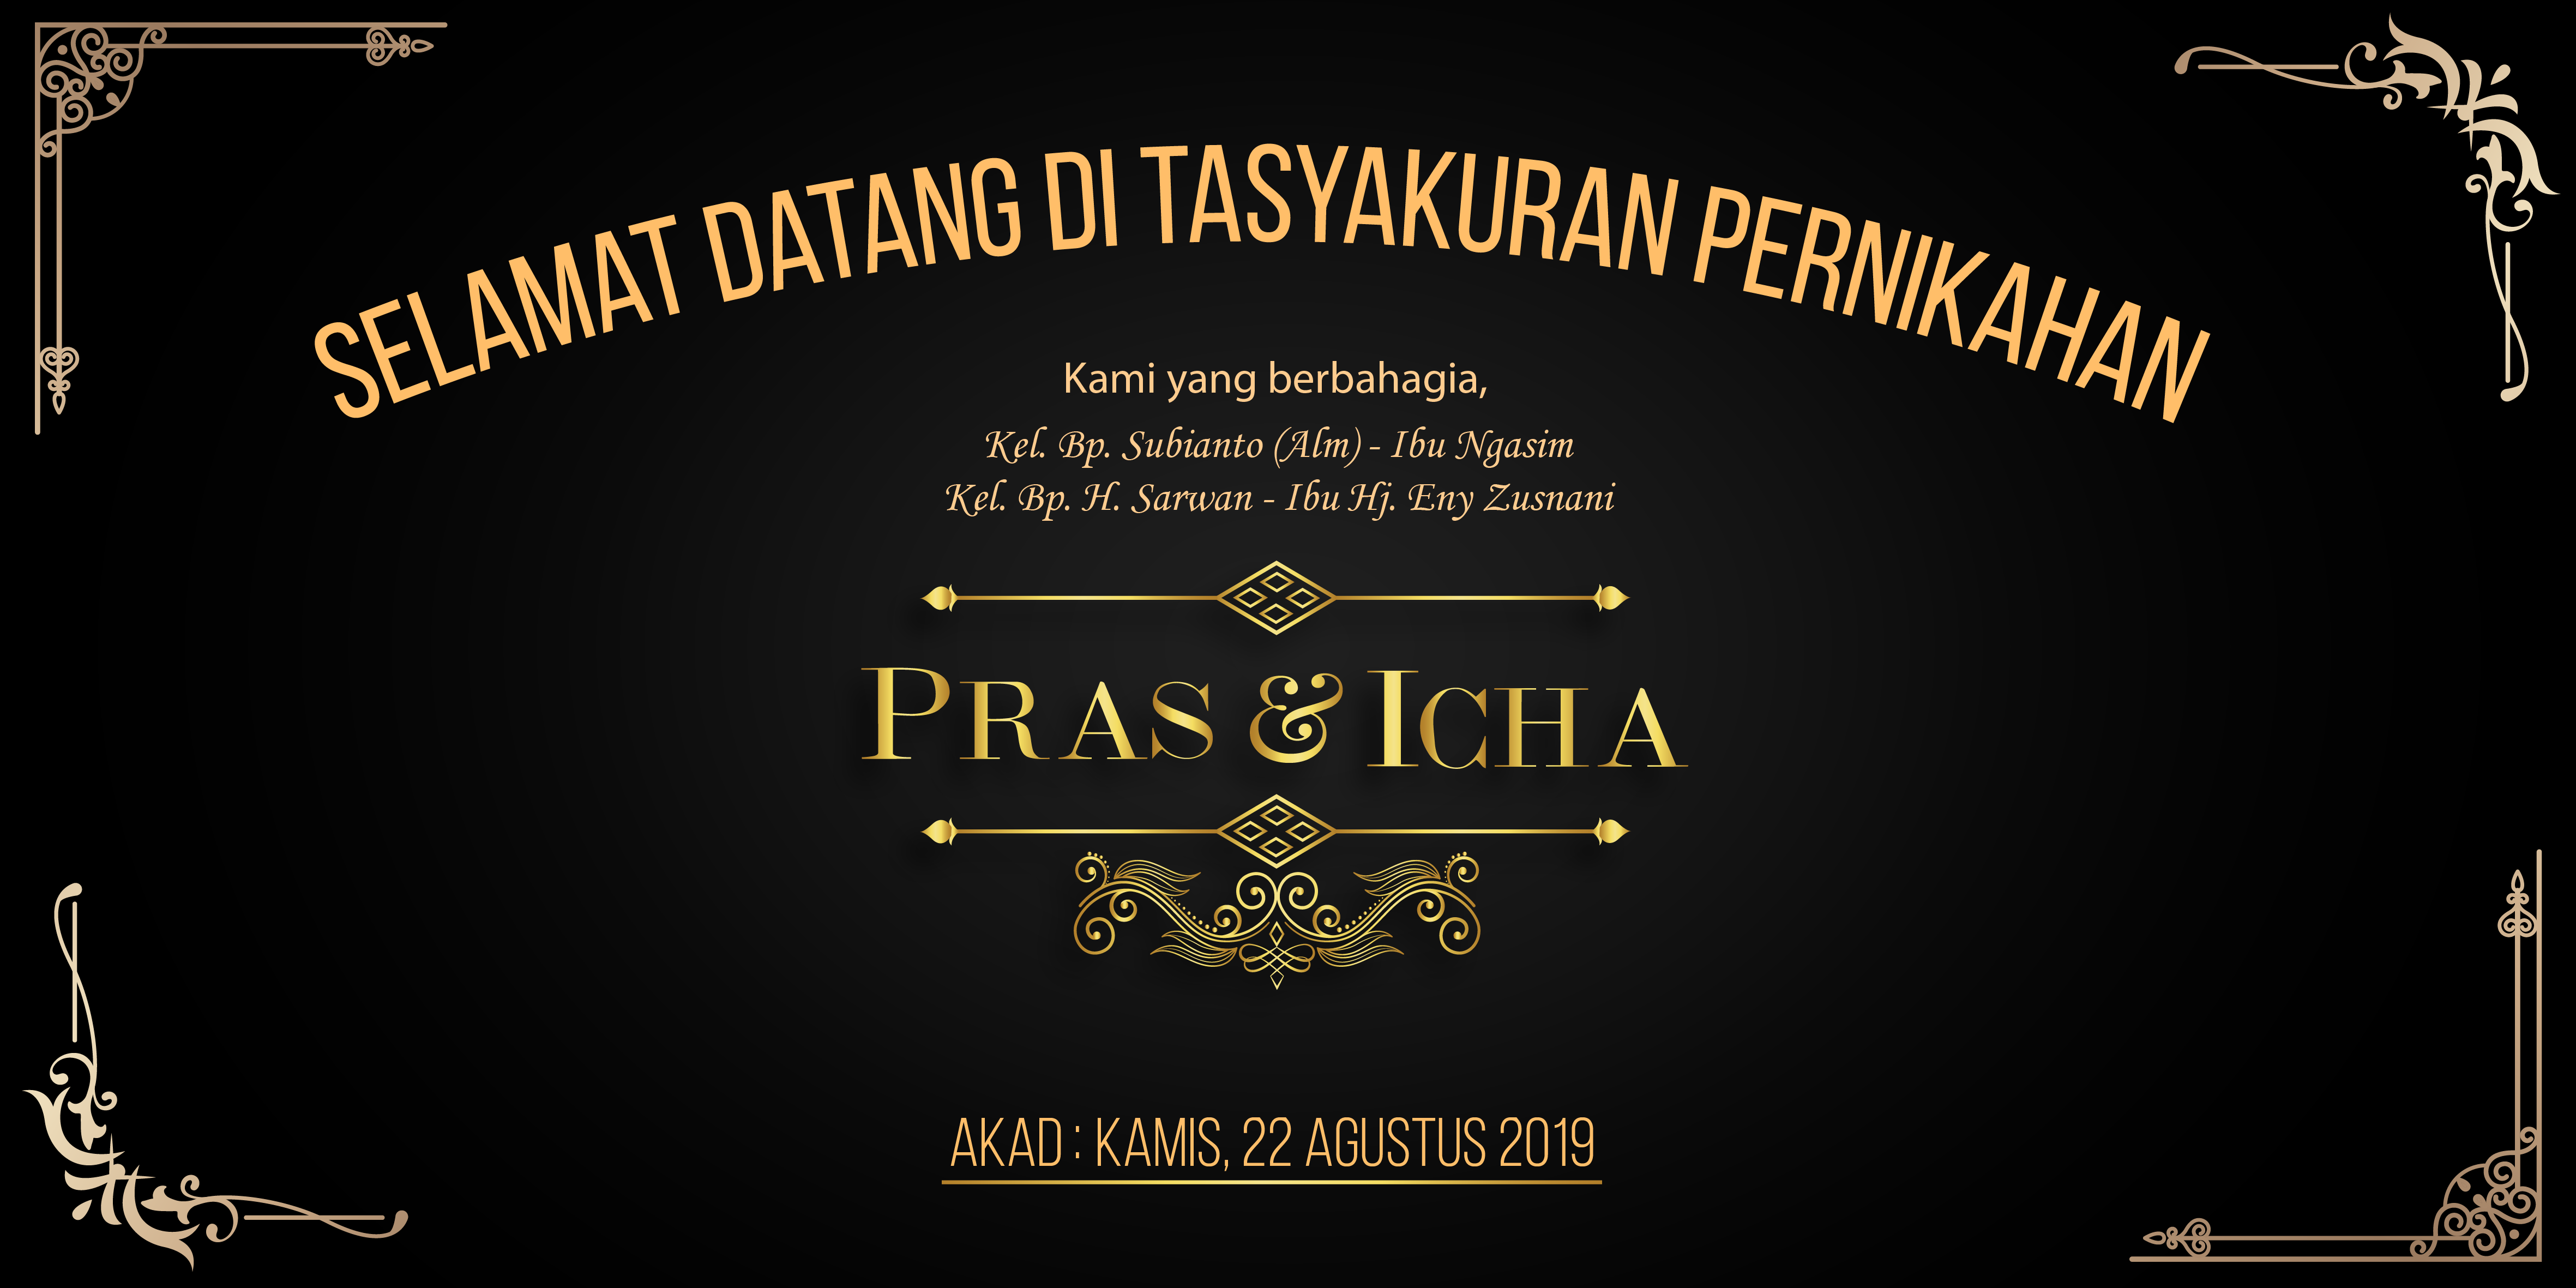 SELAMAT DATANG DI TASYAKURAN PERNIKAHAN
Kami yang berbahagia,
Kel. Bp. Subianto (Alm) - Ibu Ngasim
Kel. Bp. H. Sarwan - Ibu Hj. Eny Zusnani
PRAS & ICHA
AKAD : KAMIS, 22 AGUSTUS 2019